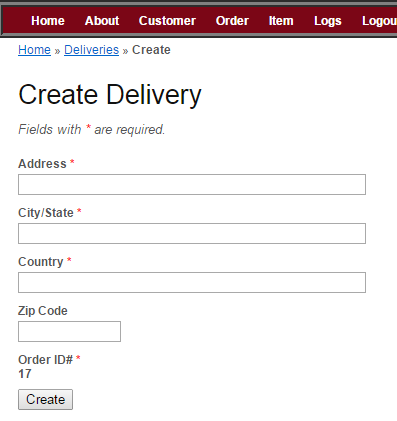 Home About Customer Order Item Logs Logou
Home » Deliveries » Create
Create Delivery
Fields with * are required.
Address *
City/State *
Country *
Zip Code
Order ID# *
17
Create